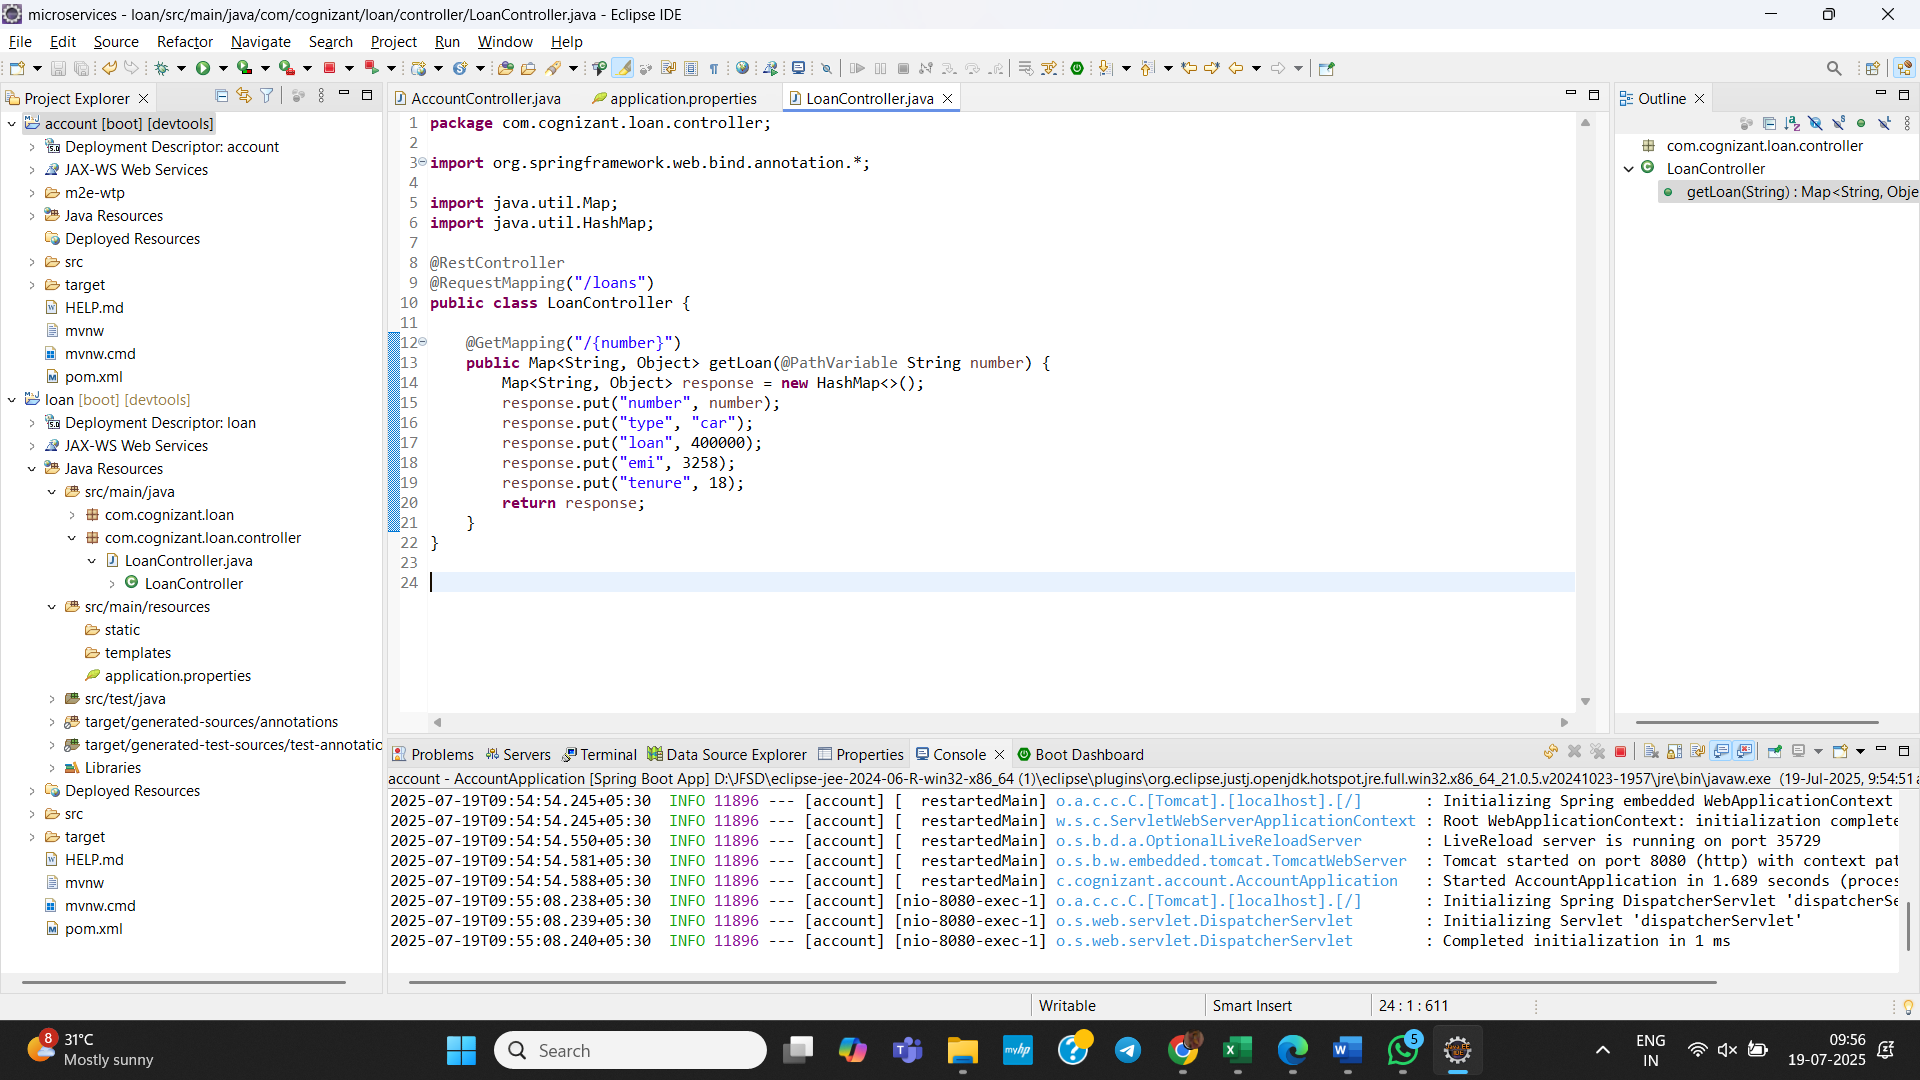 microservices - loan/src/main/java/com/cognizant/loan/controller/LoanController.java - Eclipse IDE
File Edit Source Refactor Navigate Search Project Run Window Help
Project Explorer
account [boot] [devtools]
Deployment Descriptor: account
JAX-WS Web Services
m2e-wtp
Java Resources
Deployed Resources
src
target
HELP.md
mvnw
mvnw.cmd
pom.xml
loan [boot] [devtools]
Deployment Descriptor: loan
JAX-WS Web Services
Java Resources
src/main/java
com.cognizant.loan
com.cognizant.loan.controller
LoanController.java
LoanController
src/main/resources
static
templates
application.properties
src/test/java
target/generated-sources/annotations
target/generated-test-sources/test-annotatio
Libraries
Deployed Resources
src
target
HELP.md
mvnw
mvnw.cmd
pom.xml
AccountController.java application.properties LoanController.java
1 package com.cognizant.loan.controller;
2
3 import org.springframework.web.bind.annotation.*;
4
5 import java.util.Map;
6 import java.util.HashMap;
7
8 @RestController
9 @RequestMapping("/loans")
10 public class LoanController {
11
12 @GetMapping("/{number}")
13 public Map<String, Object> getLoan(@PathVariable String number) {
14 Map<String, Object> response = new HashMap<>();
15 response.put("number", number);
16 response.put("type", "car");
17 response.put("loan", 400000);
18 response.put("emi", 3258);
19 response.put("tenure", 18);
20 return response;
21 }
22 }
23
24
Outline
com.cognizant.loan.controller
LoanController
getLoan(String) : Map<String, Obje
Problems Servers Terminal Data Source Explorer Properties Console Boot Dashboard
account - AccountApplication [Spring Boot App] D:\JFSD\eclipse-jee-2024-06-R-win32-x86_64 (1)\eclipse\plugins\org.eclipse.justj.openjdk.hotspot.jre.full.win32.x86_64_21.0.5.v20241023-1957\jre\bin\javaw.exe (19-Jul-2025, 9:54:51 a
2025-07-19T09:54:54.245+05:30 INFO 11896 --- [account] [ restartedMain] o.a.c.c.C.[Tomcat].[localhost].[/] : Initializing Spring embedded WebApplicationContext
2025-07-19T09:54:54.245+05:30 INFO 11896 --- [account] [ restartedMain] w.s.c.ServletWebServerApplicationContext : Root WebApplicationContext: initialization complete
2025-07-19T09:54:54.550+05:30 INFO 11896 --- [account] [ restartedMain] o.s.b.d.a.OptionalLiveReloadServer : LiveReload server is running on port 35729
2025-07-19T09:54:54.581+05:30 INFO 11896 --- [account] [ restartedMain] o.s.b.w.embedded.tomcat.TomcatWebServer : Tomcat started on port 8080 (http) with context pat
2025-07-19T09:54:54.588+05:30 INFO 11896 --- [account] [ restartedMain] c.cognizant.account.AccountApplication : Started AccountApplication in 1.689 seconds (proces
2025-07-19T09:55:08.238+05:30 INFO 11896 --- [account] [nio-8080-exec-1] o.a.c.c.C.[Tomcat].[localhost].[/] : Initializing Spring DispatcherServlet 'dispatcherSe
2025-07-19T09:55:08.239+05:30 INFO 11896 --- [account] [nio-8080-exec-1] o.s.web.servlet.DispatcherServlet : Initializing Servlet 'dispatcherServlet'
2025-07-19T09:55:08.240+05:30 INFO 11896 --- [account] [nio-8080-exec-1] o.s.web.servlet.DispatcherServlet : Completed initialization in 1 ms
Writable Smart Insert 24 : 1 : 611
8
31°C
Mostly sunny
Search
myhp
5
ENG
IN
09:56
19-07-2025